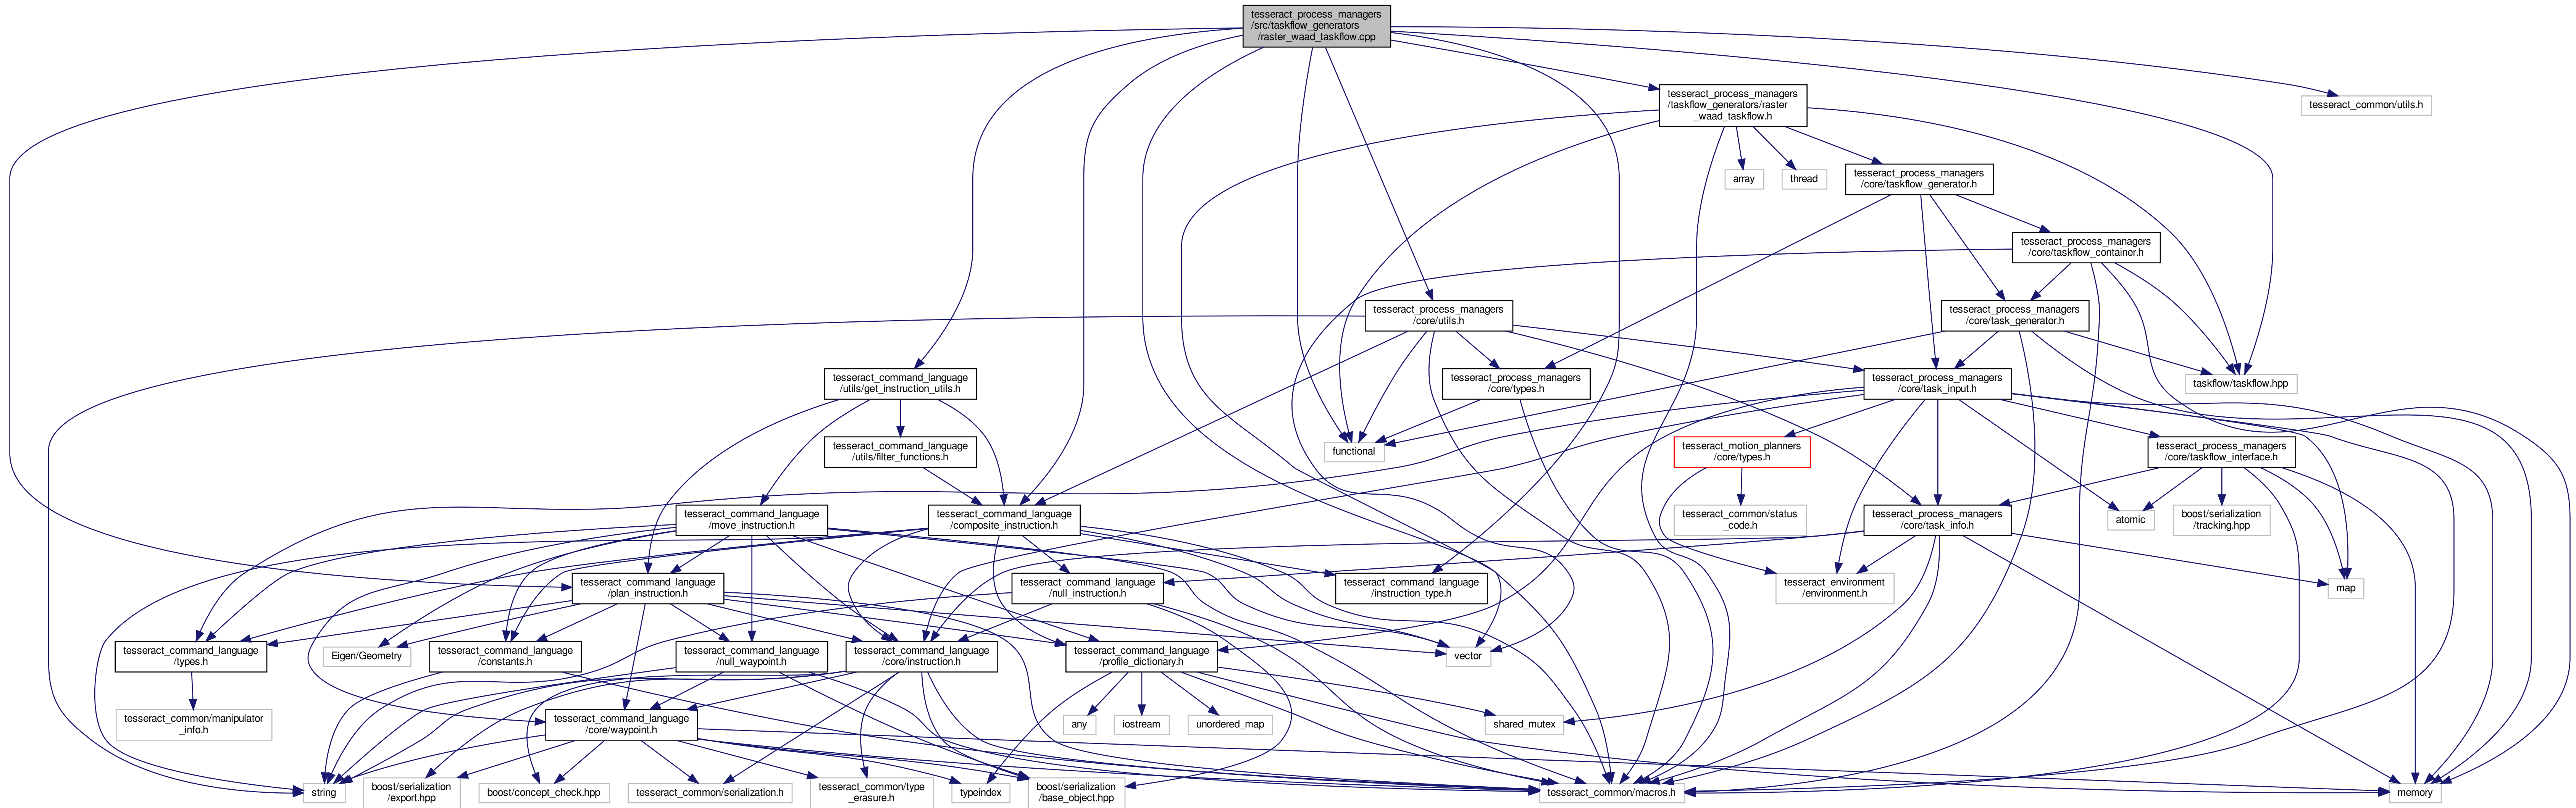 tesseract_process_managers
/src/taskflow_generators
/raster_waad_taskflow.cpp
tesseract_process_managers
/taskflow_generators/raster
_waad_taskflow.h
tesseract_common/utils.h
array
thread
tesseract_process_managers
/core/taskflow_generator.h
tesseract_process_managers
/core/taskflow_container.h
tesseract_process_managers
/core/utils.h
tesseract_process_managers
/core/task_generator.h
tesseract_command_language
/utils/get_instruction_utils.h
tesseract_process_managers
/core/types.h
tesseract_process_managers
/core/task_input.h
taskflow/taskflow.hpp
tesseract_command_language
/utils/filter_functions.h
functional
tesseract_motion_planners
/core/types.h
tesseract_process_managers
/core/taskflow_interface.h
tesseract_command_language
/move_instruction.h
tesseract_command_language
/composite_instruction.h
tesseract_common/status
_code.h
tesseract_process_managers
/core/task_info.h
atomic
boost/serialization
/tracking.hpp
tesseract_command_language
/plan_instruction.h
tesseract_command_language
/null_instruction.h
tesseract_command_language
/instruction_type.h
tesseract_environment
/environment.h
map
tesseract_command_language
/types.h
Eigen/Geometry
tesseract_command_language
/constants.h
tesseract_command_language
/null_waypoint.h
tesseract_command_language
/core/instruction.h
tesseract_command_language
/profile_dictionary.h
vector
tesseract_common/manipulator
_info.h
tesseract_command_language
/core/waypoint.h
any
iostream
unordered_map
shared_mutex
string
boost/serialization
/export.hpp
boost/concept_check.hpp
tesseract_common/serialization.h
tesseract_common/type
_erasure.h
typeindex
boost/serialization
/base_object.hpp
tesseract_common/macros.h
memory